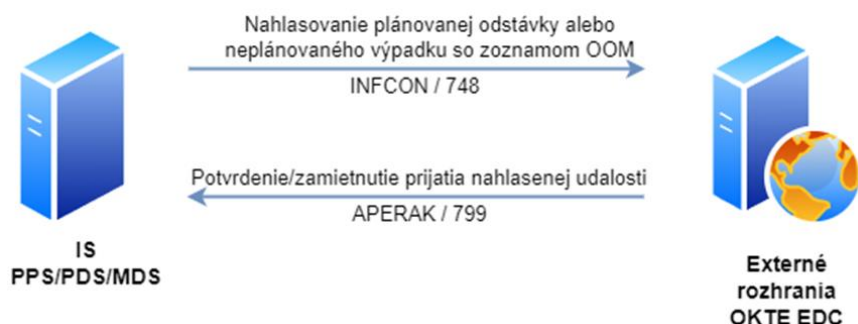 Nahlasovanie plánovanej odstávky alebo
neplánovaného výpadku so zoznamom OOM
INFCON / 748
Potvrdenie/zamietnutie prijatia nahlasenej udalosti
APERAK / 799
IS
PPS/PDS/MDS
Externé
rozhrania
OKTE EDC